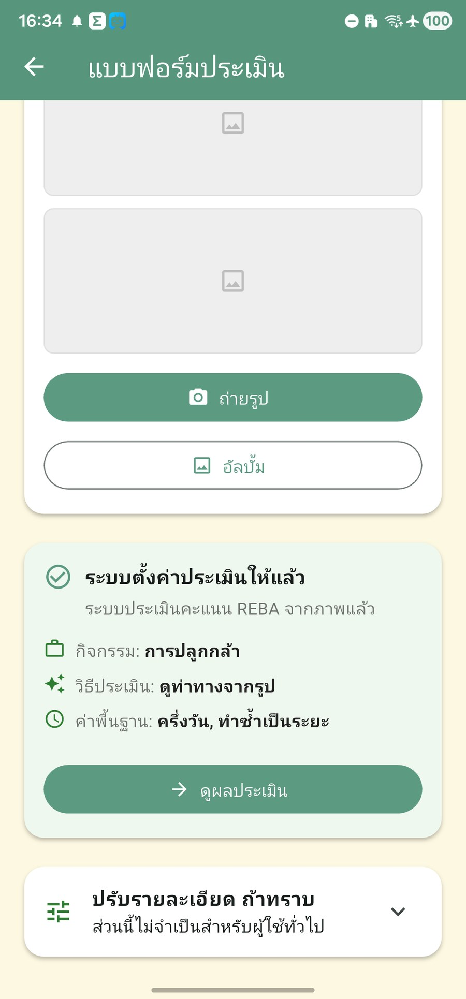 16:34
100
แบบฟอร์มประเมิน
ถ่ายรูป
อัลบั้ม
ระบบตั้งค่าประเมินให้แล้ว
ระบบประเมินคะแนน REBA จากภาพแล้ว
กิจกรรม: การปลูกกล้า
วิธีประเมิน: ดูท่าทางจากรูป
ค่าพื้นฐาน: ครึ่งวัน, ทำซ้ำเป็นระยะ
ดูผลประเมิน
ปรับรายละเอียด ถ้าทราบ
ส่วนนี้ไม่จำเป็นสำหรับผู้ใช้ทั่วไป